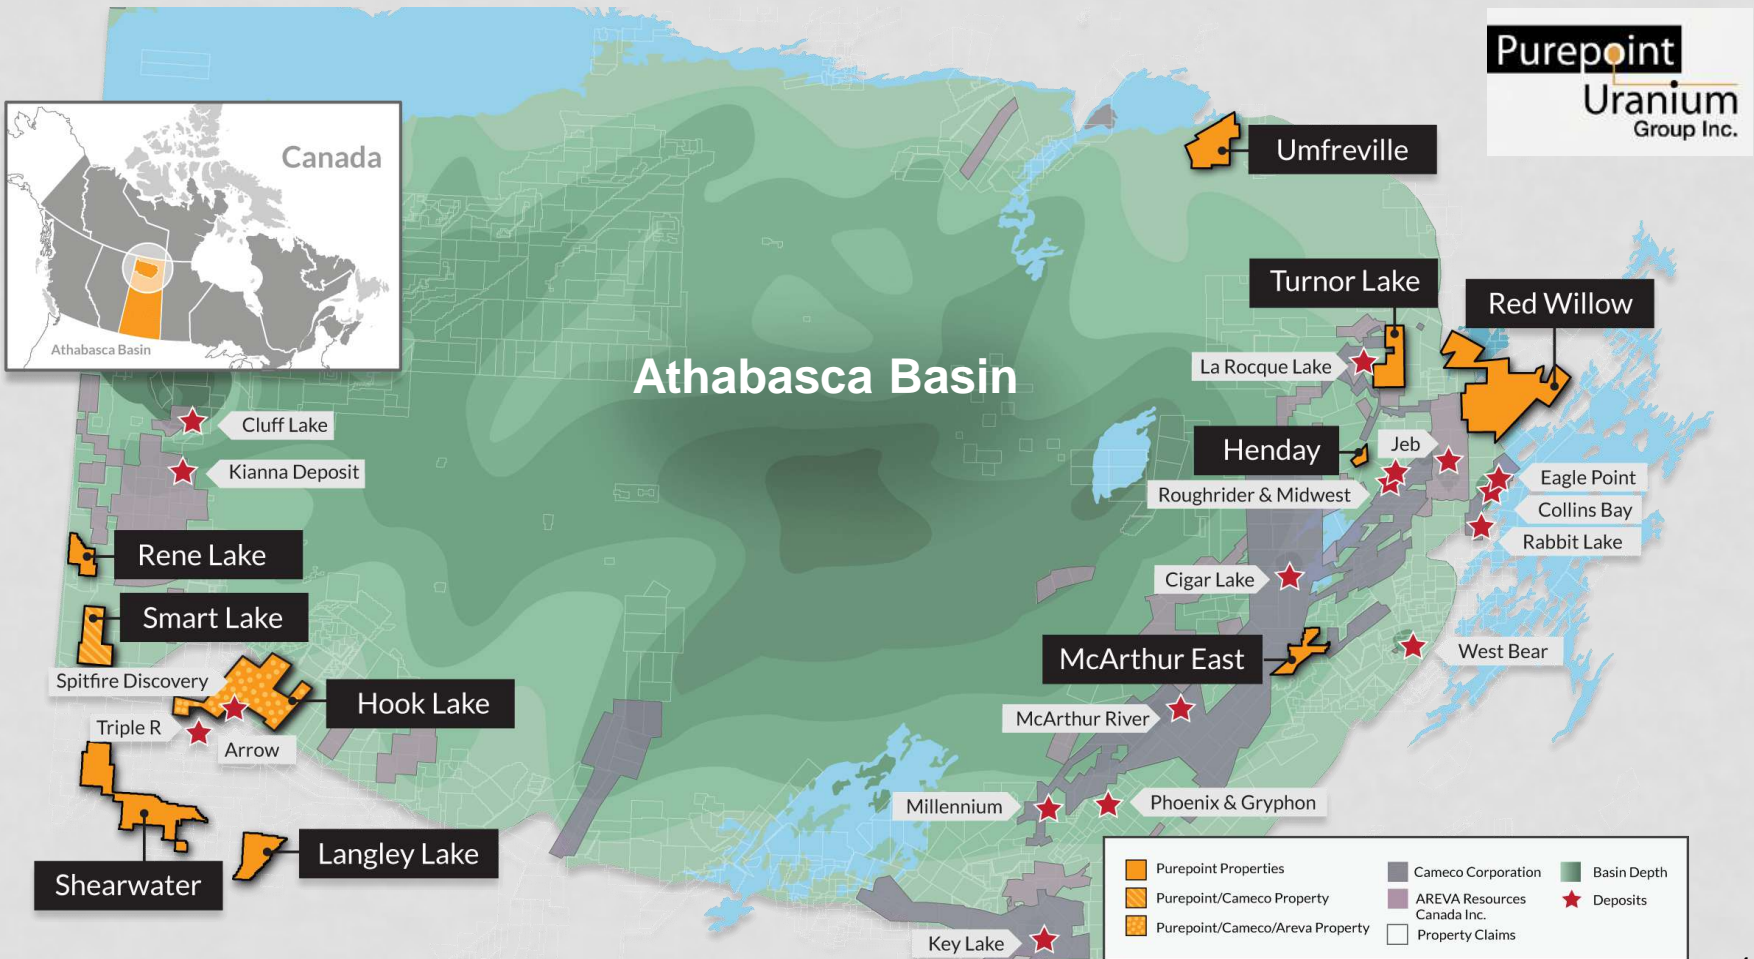 Purepoint
Uranium
Group Inc.
Canada
Athabasca Basin
Umfreville
Turnor Lake
Red Willow
La Rocque Lake
Athabasca Basin
Cluff Lake
Kianna Deposit
Henday
Jeb
Roughrider & Midwest
Eagle Point
Collins Bay
Rabbit Lake
Rene Lake
Cigar Lake
Smart Lake
McArthur East
West Bear
Spitfire Discovery
Hook Lake
McArthur River
Triple R
Arrow
Millennium
Phoenix & Gryphon
Langley Lake
Shearwater
Key Lake
Purepoint Properties
Purepoint/Cameco Property
Purepoint/Cameco/Areva Property
Cameco Corporation
AREVA Resources
Canada Inc.
Property Claims
Basin Depth
Deposits